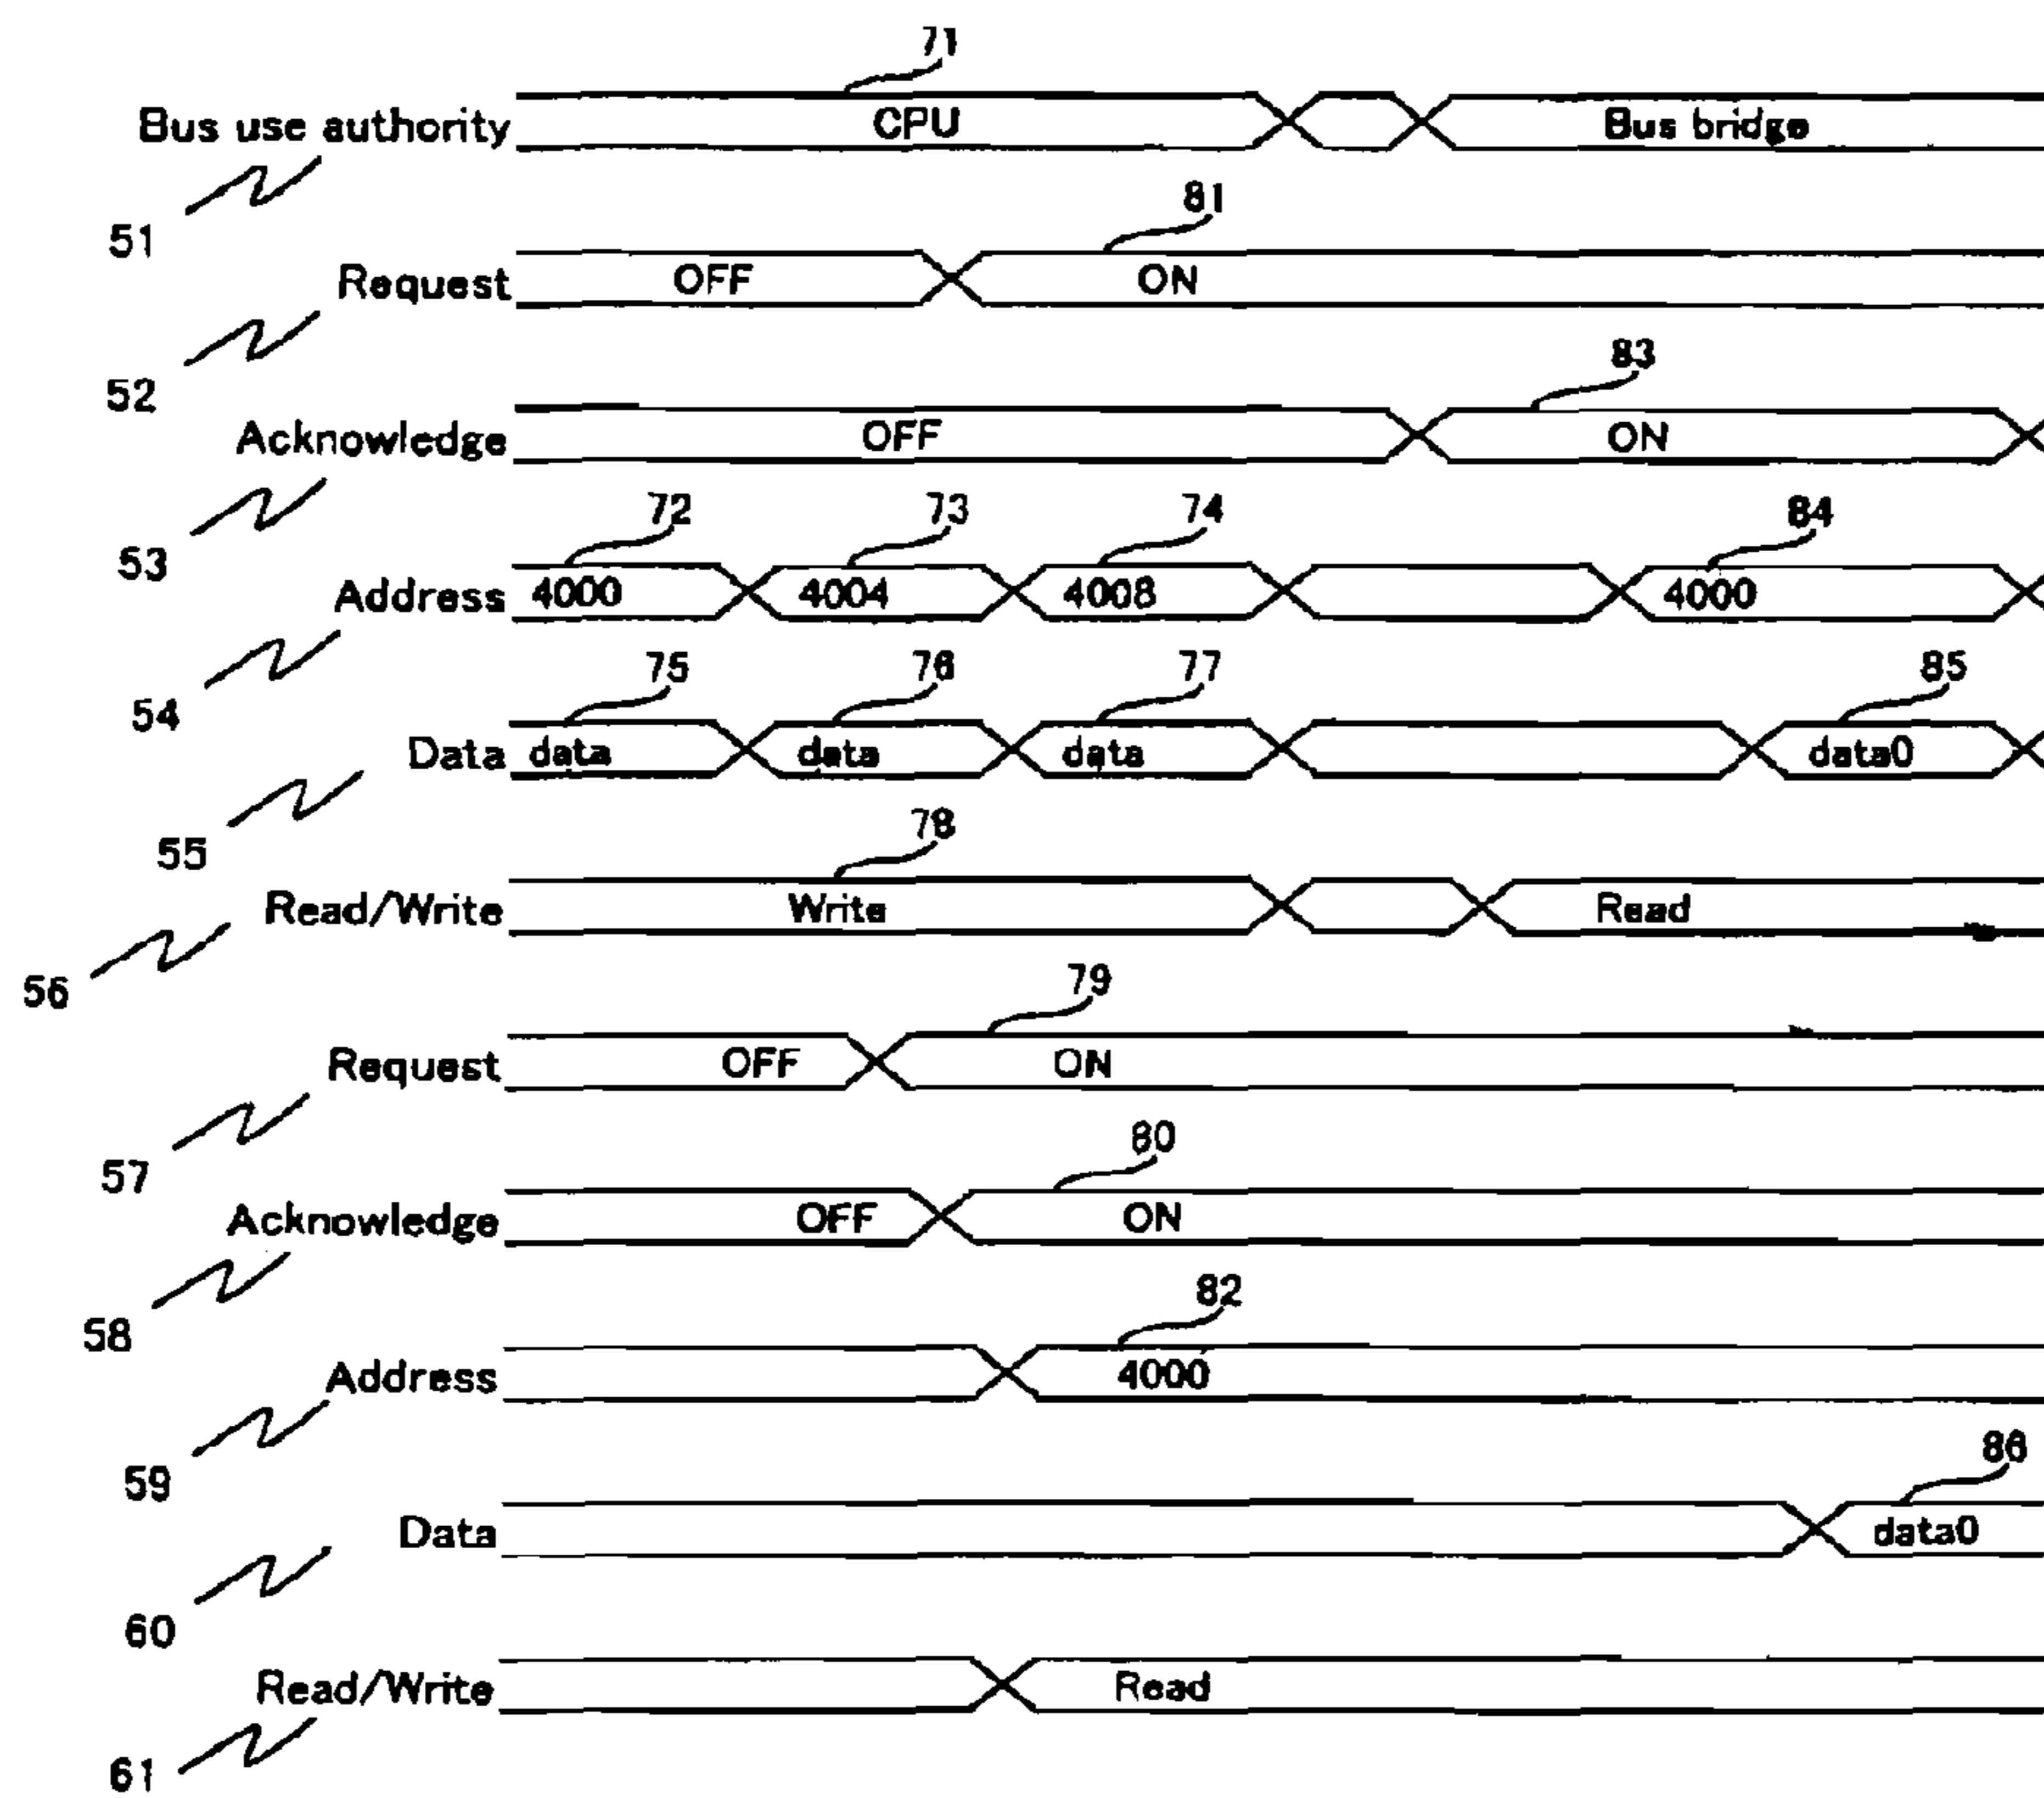 71
Bus use authority CPU Bus bridge
51
81
Request OFF ON
52
83
Acknowledge OFF ON
53
72 73 74 84
Address 4000 4004 4008 4000
54
75 76 77 85
Data data data data data0
55
78
Read/Write Write Read
56
79
Request OFF ON
57
80
Acknowledge OFF ON
58
82
Address 4000
59
86
Data data0
60
Read/Write Read
61